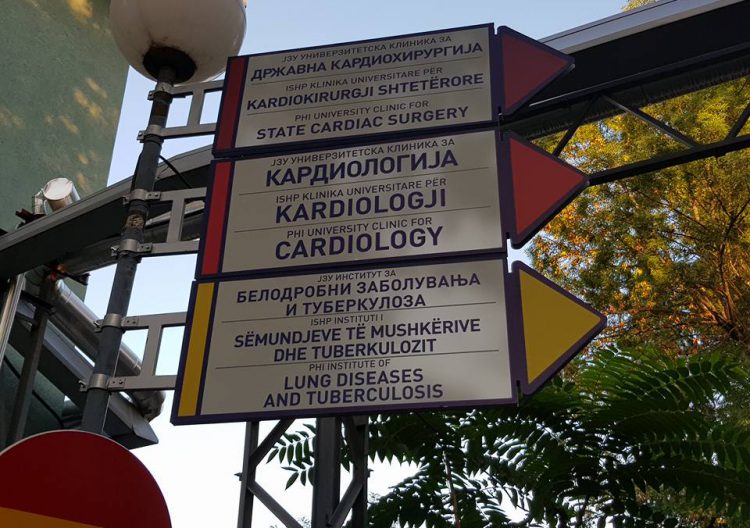 ЈЗУ УНИВЕРЗИТЕТСКА КЛИНИКА ЗА
ДРЖАВНА КАРДИОХИРУРГИЈА
ISHP KLINIKA UNIVERSITARE PËR
KARDIOKIRURGJI SHTETËRORE
PHI UNIVERSITY CLINIC FOR
STATE CARDIAC SURGERY
ЈЗУ УНИВЕРЗИТЕТСКА КЛИНИКА ЗА
КАРДИОЛОГИЈА
ISHP KLINIKA UNIVERSITARE PËR
KARDIOLOGJI
PHI UNIVERSITY CLINIC FOR
CARDIOLOGY
ЈЗУ ИНСТИТУТ ЗА
БЕЛОДРОБНИ ЗАБОЛУВАЊА
И ТУБЕРКУЛОЗА
ISHP INSTITUTI I
SËMUNDJEVE TË MUSHKËRIVE
DHE TUBERKULOZIT
PHI INSTITUTE OF
LUNG DISEASES
AND TUBERCULOSIS